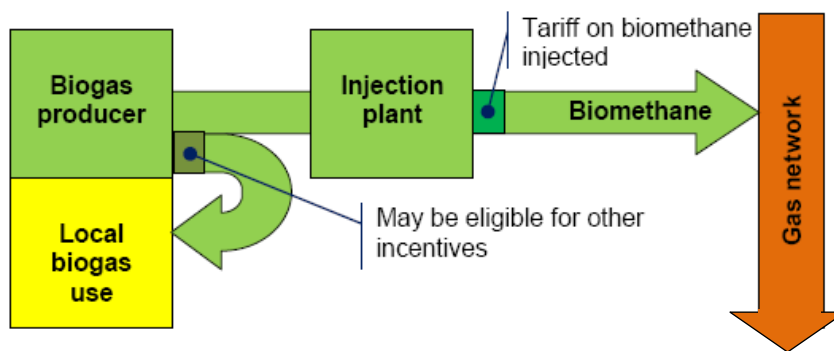 Tariff on biomethane
injected
Biogas
producer
Injection
plant
Biomethane
Gas network
May be eligible for other
incentives
Local
biogas
use